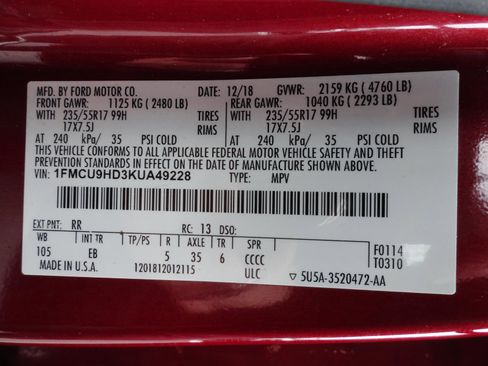 MFD. BY FORD MOTOR CO. DATE: 12/18 GVWR: 2159 KG ( 4760 LB)
FRONT GAWR: 1125 KG ( 2480 LB) REAR GAWR: 1040 KG ( 2293 LB)
WITH 235/55R17 99H TIRES WITH 235/55R17 99H TIRES
17X7.5J RIMS 17X7.5J RIMS
AT 240 kPa/ 35 PSI COLD AT 240 kPa/ 35 PSI COLD
THIS VEHICLE CONFORMS TO ALL APPLICABLE FEDERAL MOTOR VEHICLE SAFETY AND THEFT
PREVENTION STANDARDS IN EFFECT ON THE DATE OF MANUFACTURE SHOWN ABOVE.
VIN: 1FMCU9HD3KUA49228 TYPE: MPV
EXT PNT: RR RC: 13 DSO:
WB INT TR TP/PS R AXLE TR SPR
105 EB 5 35 6 CCCC
F0114
T0310
MADE IN U.S.A. 1201812012115 ULC ▽ 5U5A-3520472-AA